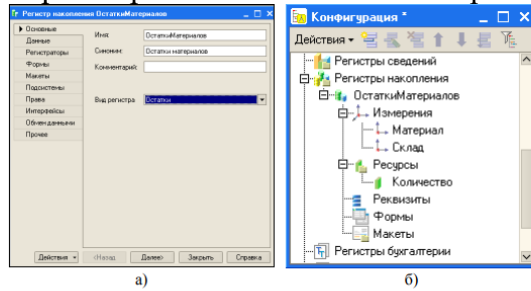 Регистр накопления ОстаткиМатериалов
Основные
Данные
Регистраторы
Формы
Макеты
Подсистемы
Права
Интерфейсы
Обмен данными
Прочее
Имя: ОстаткиМатериалов
Синоним: Остатки материалов
Комментарий:
Вид регистра Остатки
Действия
<Назад
Далее>
Закрыть
Справка
а)
Конфигурация *
Действия
Регистры сведений
Регистры накопления
ОстаткиМатериалов
Измерения
Материал
Склад
Ресурсы
Количество
Реквизиты
Формы
Макеты
Регистры бухгалтерии
б)